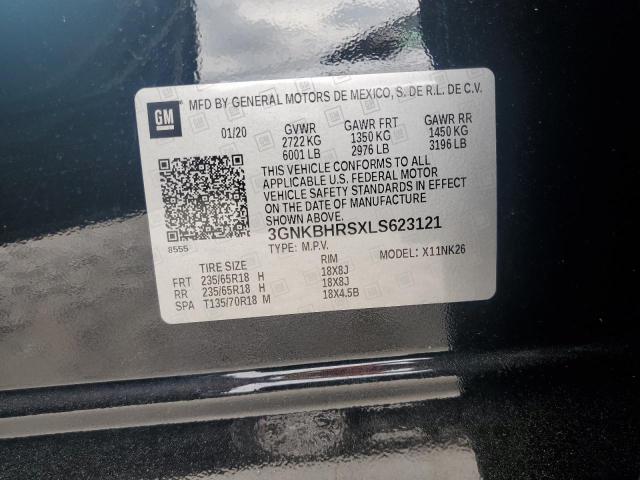 GM
MFD BY GENERAL MOTORS DE MEXICO, S. DE R.L. DE C.V.
01/20 GVWR GAWR FRT GAWR RR
2722 KG 1350 KG 1450 KG
6001 LB 2976 LB 3196 LB
THIS VEHICLE CONFORMS TO ALL
APPLICABLE U.S. FEDERAL MOTOR
VEHICLE SAFETY STANDARDS IN EFFECT
ON THE DATE OF MANUFACTURE
SHOWN ABOVE.
8555 3GNKBHRSXLS623121
TYPE: M.P.V. MODEL: X11NK26
TIRE SIZE RIM
FRT 235/65R18 H 18X8J
RR 235/65R18 H 18X8J
SPA T135/70R18 M 18X4.5B